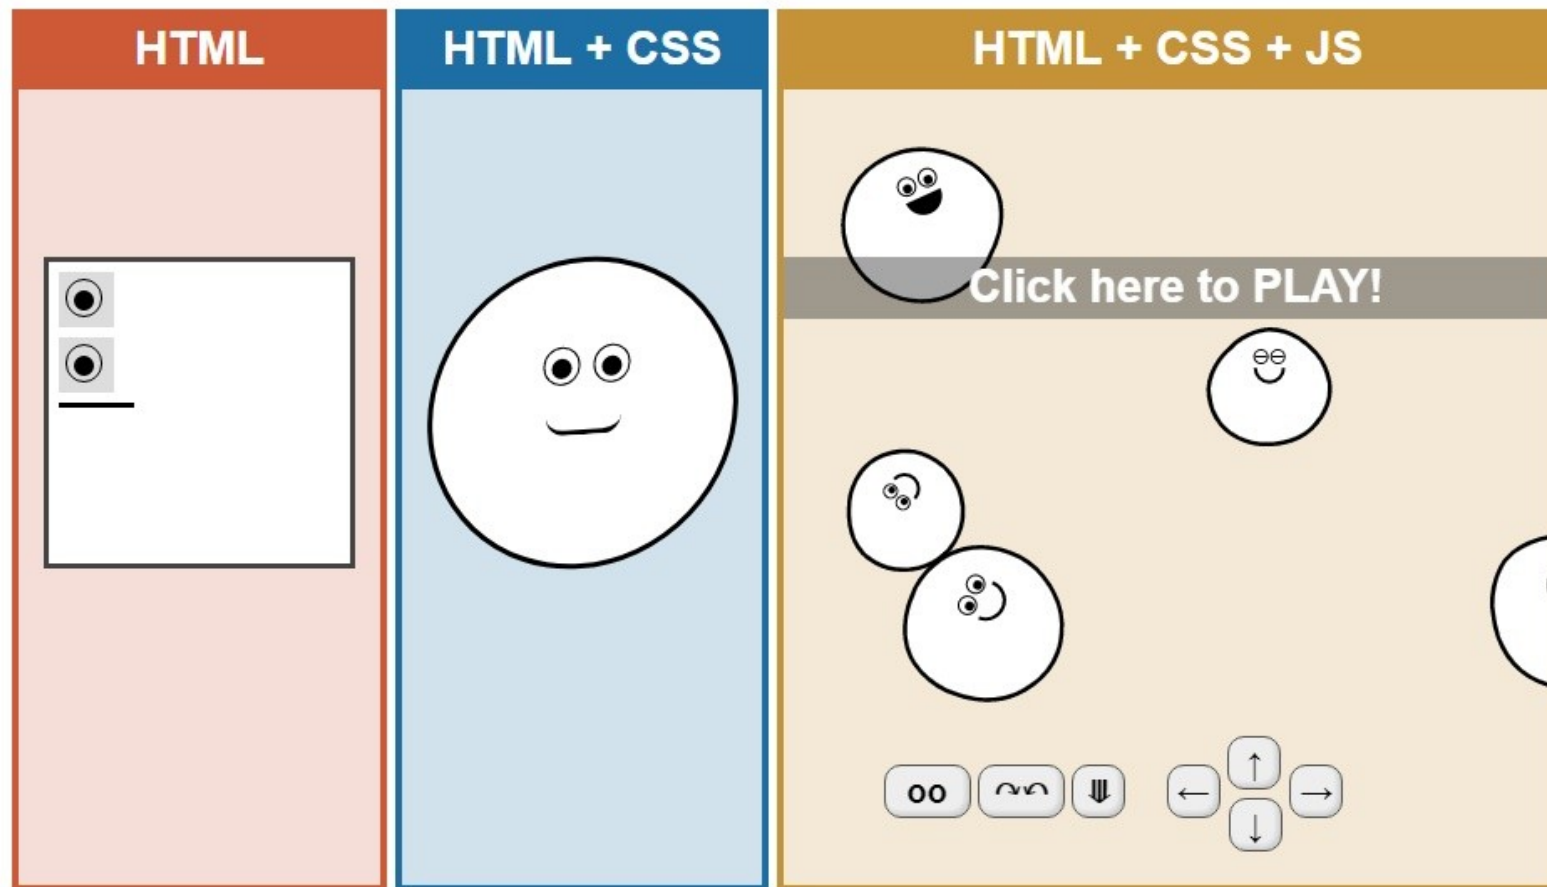 HTML
HTML + CSS
HTML + CSS + JS
Click here to PLAY!
oo
↑
← →
↓